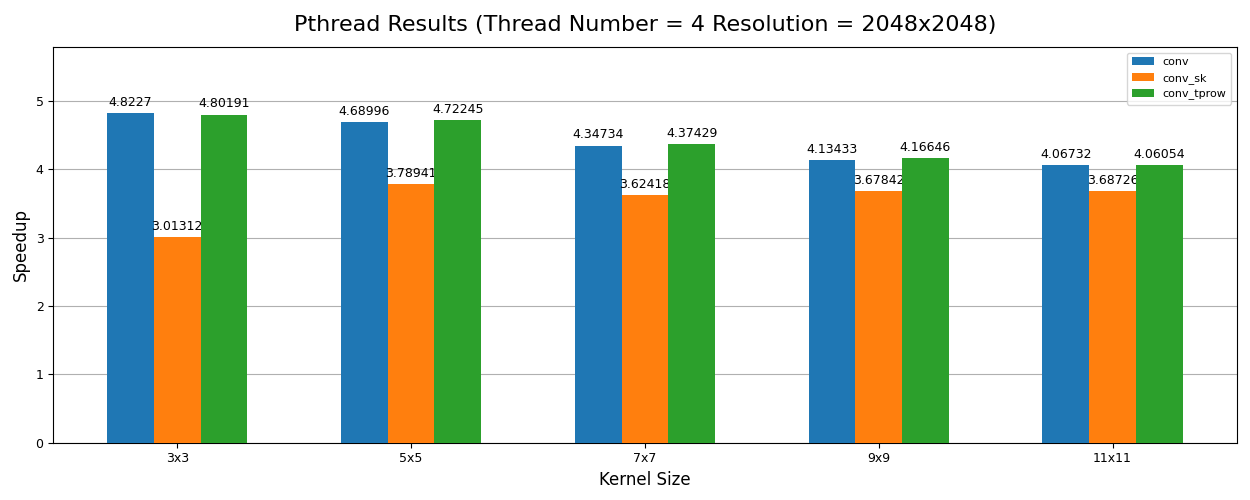 Pthread Results (Thread Number = 4 Resolution = 2048x2048)
conv
conv_sk
conv_tprow
Speedup
5
4
3
2
1
0
4.8227
3.01312
4.80191
4.68996
3.78941
4.72245
4.34734
3.62418
4.37429
4.13433
3.67842
4.16646
4.06732
3.68726
4.06054
3x3
5x5
7x7
9x9
11x11
Kernel Size